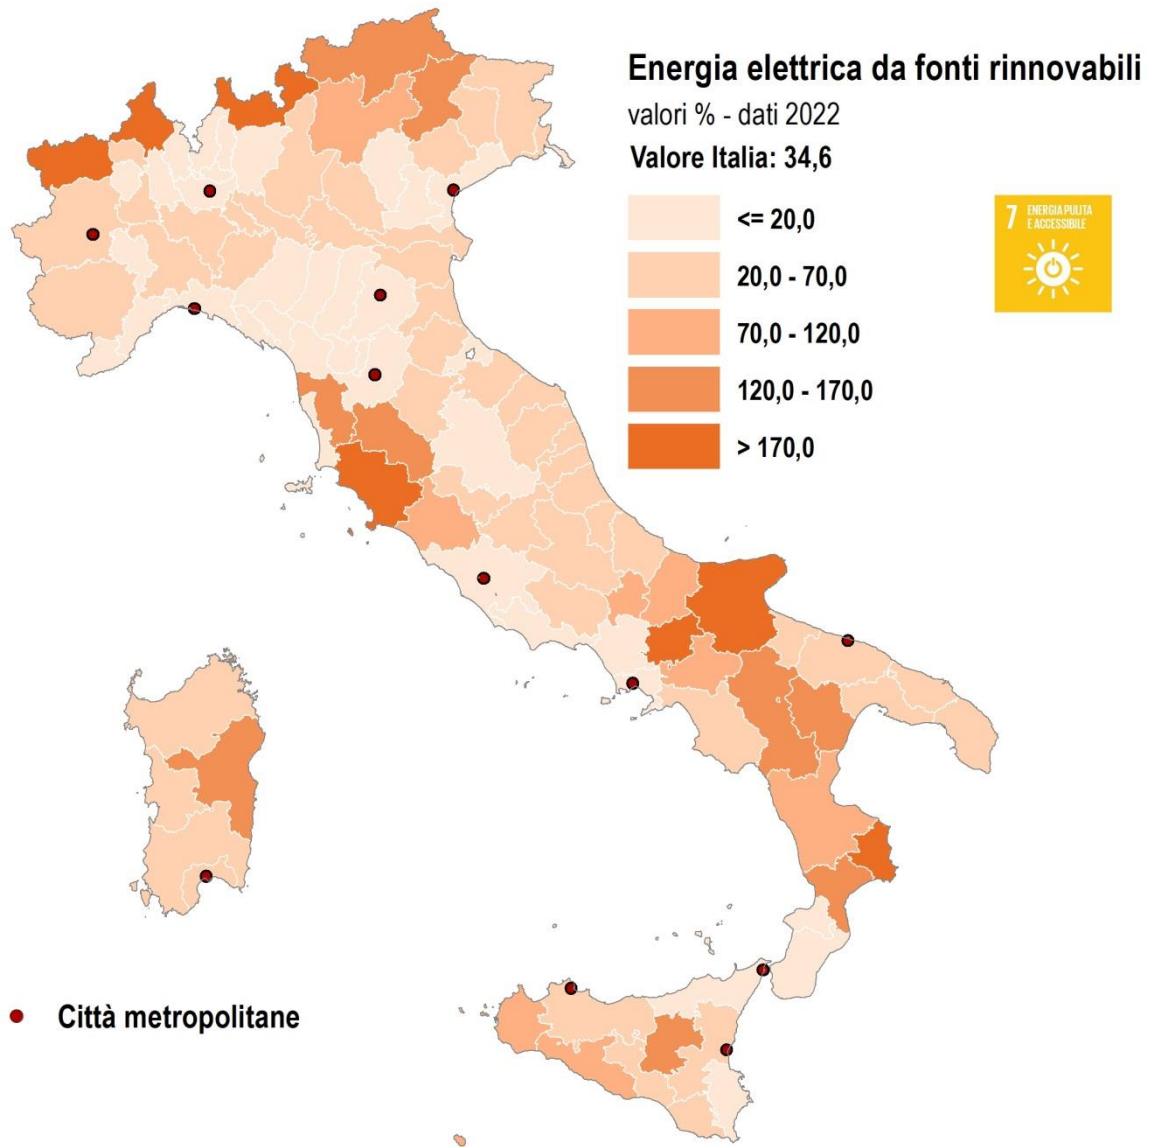 Energia elettrica da fonti rinnovabili
valori % - dati 2022
Valore Italia: 34,6
<= 20,0
20,0 - 70,0
70,0 - 120,0
120,0 - 170,0
> 170,0
7 ENERGIA PULITA
E ACCESSIBILE
Città metropolitane